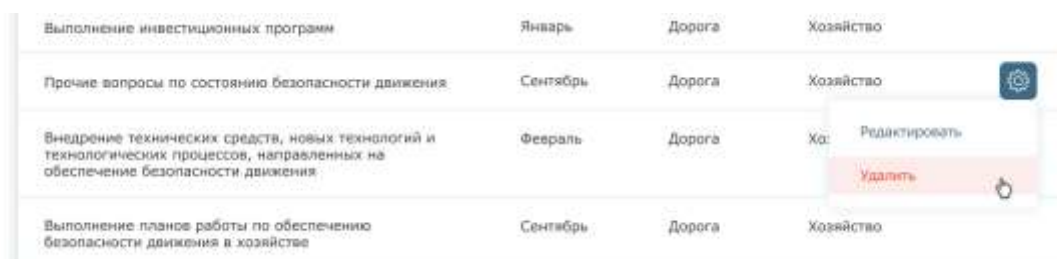 Выполнение инвестиционных программ Январь Дорога Хозяйство
Прочие вопросы по состоянию безопасности движения Сентябрь Дорога Хозяйство
Внедрение технических средств, новых технологий и Февраль Дорога Хо
технологических процессов, направленных на
обеспечение безопасности движения
Редактировать
Удалить
Выполнение планов работы по обеспечению Сентябрь Дорога Хозяйство
безопасности движения в хозяйстве